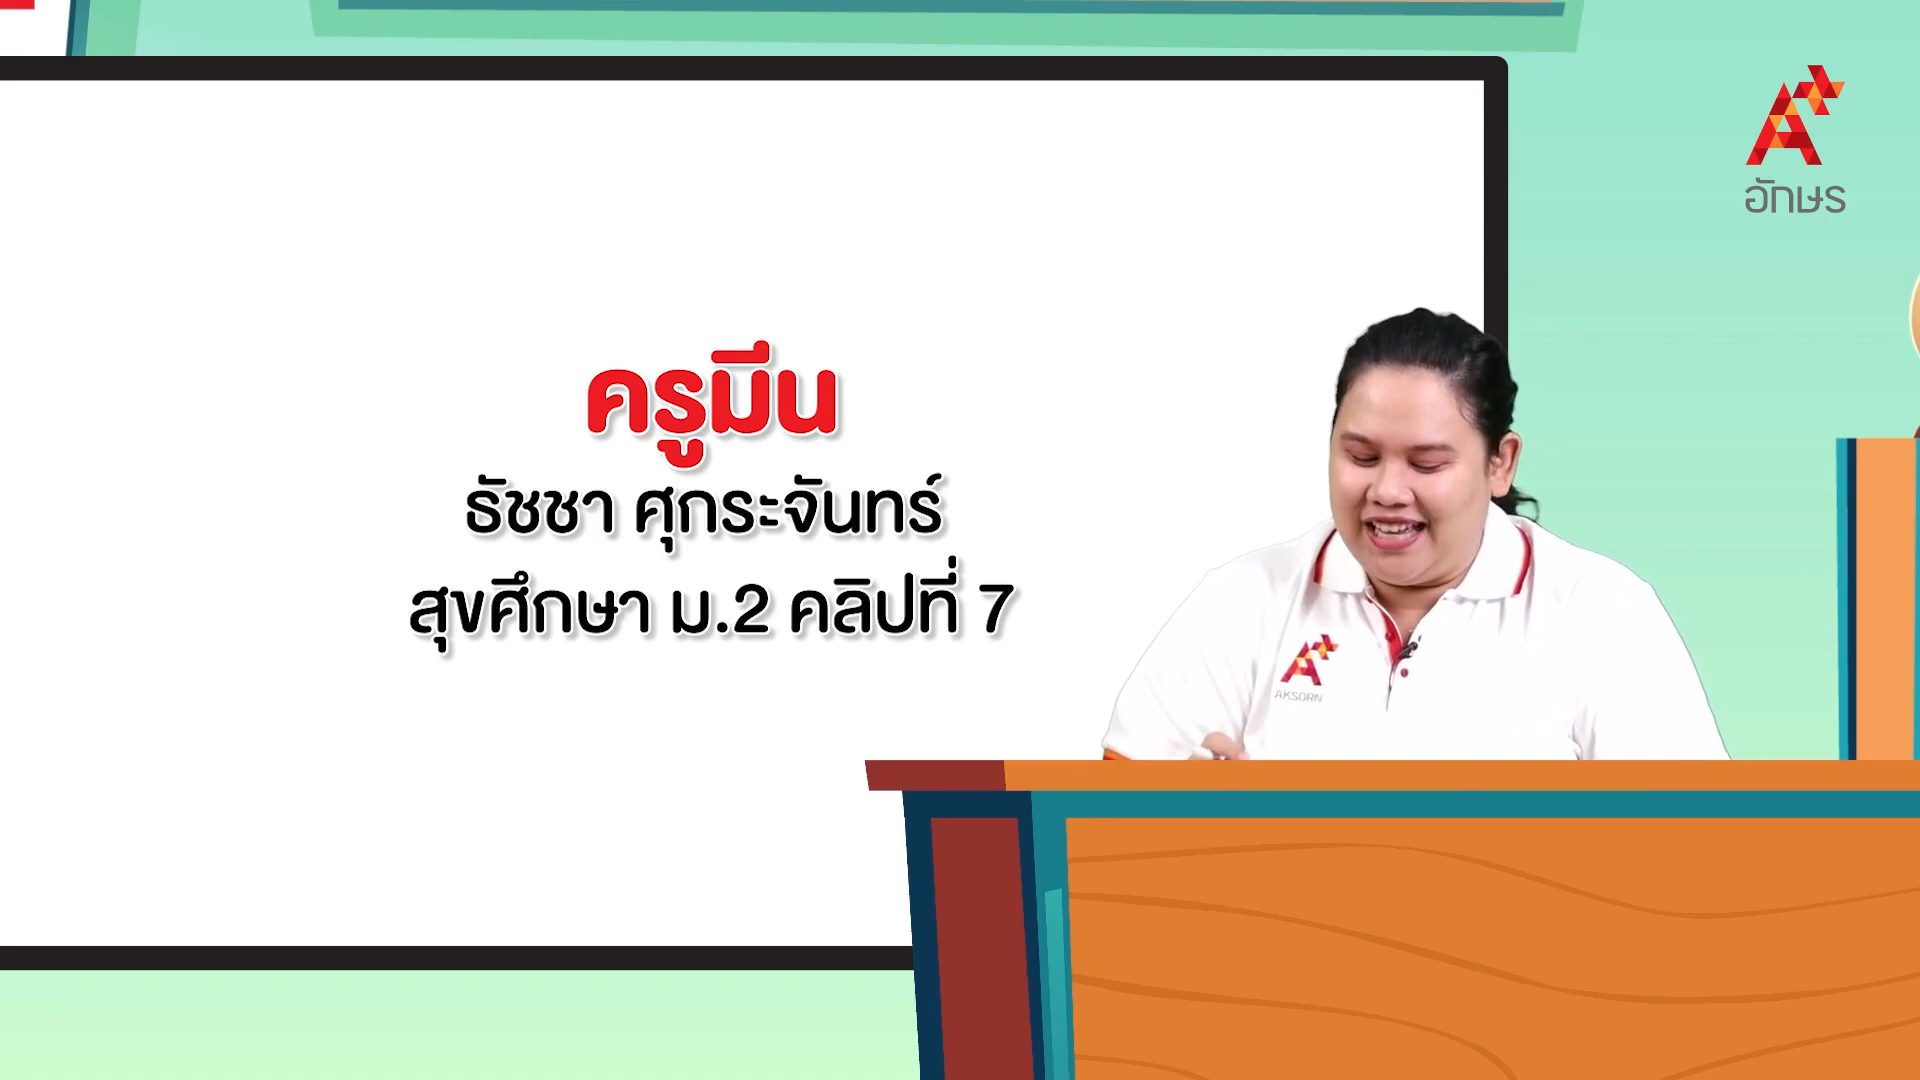 อักษร
ครูมีน
ธัชชา ศุกระจันทร์
สุขศึกษา ม.2 คลิปที่ 7
AKSORN